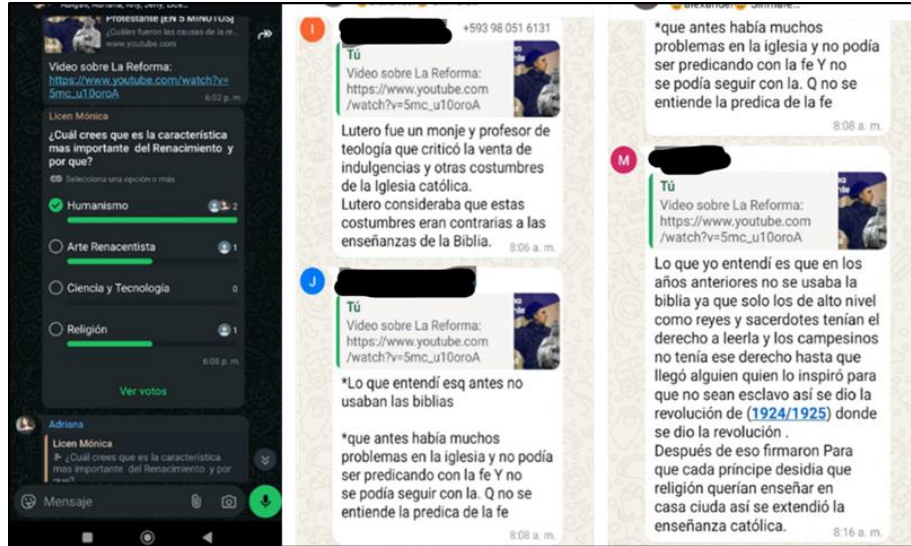 Protestante [EN 5 MINUTOS]
¿Cuáles fueron las causas de la re...
www.youtube.com
Video sobre La Reforma:
https://www.youtube.com/watch?v=
5mc_u10oroA
6:02 p. m.
Licen Mónica
¿Cuál crees que es la característica
mas importante del Renacimiento y
por que?
Selecciona una opción o más.
Humanismo
2
Arte Renacentista
1
Ciencia y Tecnología
0
Religión
1
6:08 p. m.
Ver votos
Adriana
Licen Mónica
¿Cuál crees que es la característica
mas importante del Renacimiento y por
que?
Mensaje
I
+593 98 051 6131
Tú
Video sobre La Reforma:
https://www.youtube.com
/watch?v=5mc_u10oroA
Lutero fue un monje y profesor de
teología que criticó la venta de
indulgencias y otras costumbres
de la Iglesia católica.
Lutero consideraba que estas
costumbres eran contrarias a las
enseñanzas de la Biblia.
8:06 a. m.
J
Tú
Video sobre La Reforma:
https://www.youtube.com
/watch?v=5mc_u10oroA
*Lo que entendí esq antes no
usaban las biblias
*que antes había muchos
problemas en la iglesia y no podía
ser predicando con la fe Y no
se podía seguir con la. Q no se
entiende la predica de la fe
8:08 a. m.
*que antes había muchos
problemas en la iglesia y no podía
ser predicando con la fe Y no
se podía seguir con la. Q no se
entiende la predica de la fe
8:08 a. m.
M
Tú
Video sobre La Reforma:
https://www.youtube.com
/watch?v=5mc_u10oroA
Lo que yo entendí es que en los
años anteriores no se usaba la
biblia ya que solo los de alto nivel
como reyes y sacerdotes tenían el
derecho a leerla y los campesinos
no tenía ese derecho hasta que
llegó alguien quien lo inspiró para
que no sean esclavo así se dio la
revolución de (1924/1925) donde
se dio la revolución .
Después de eso firmaron Para
que cada príncipe desidia que
religión querían enseñar en
casa ciuda así se extendió la
enseñanza católica.
8:16 a. m.